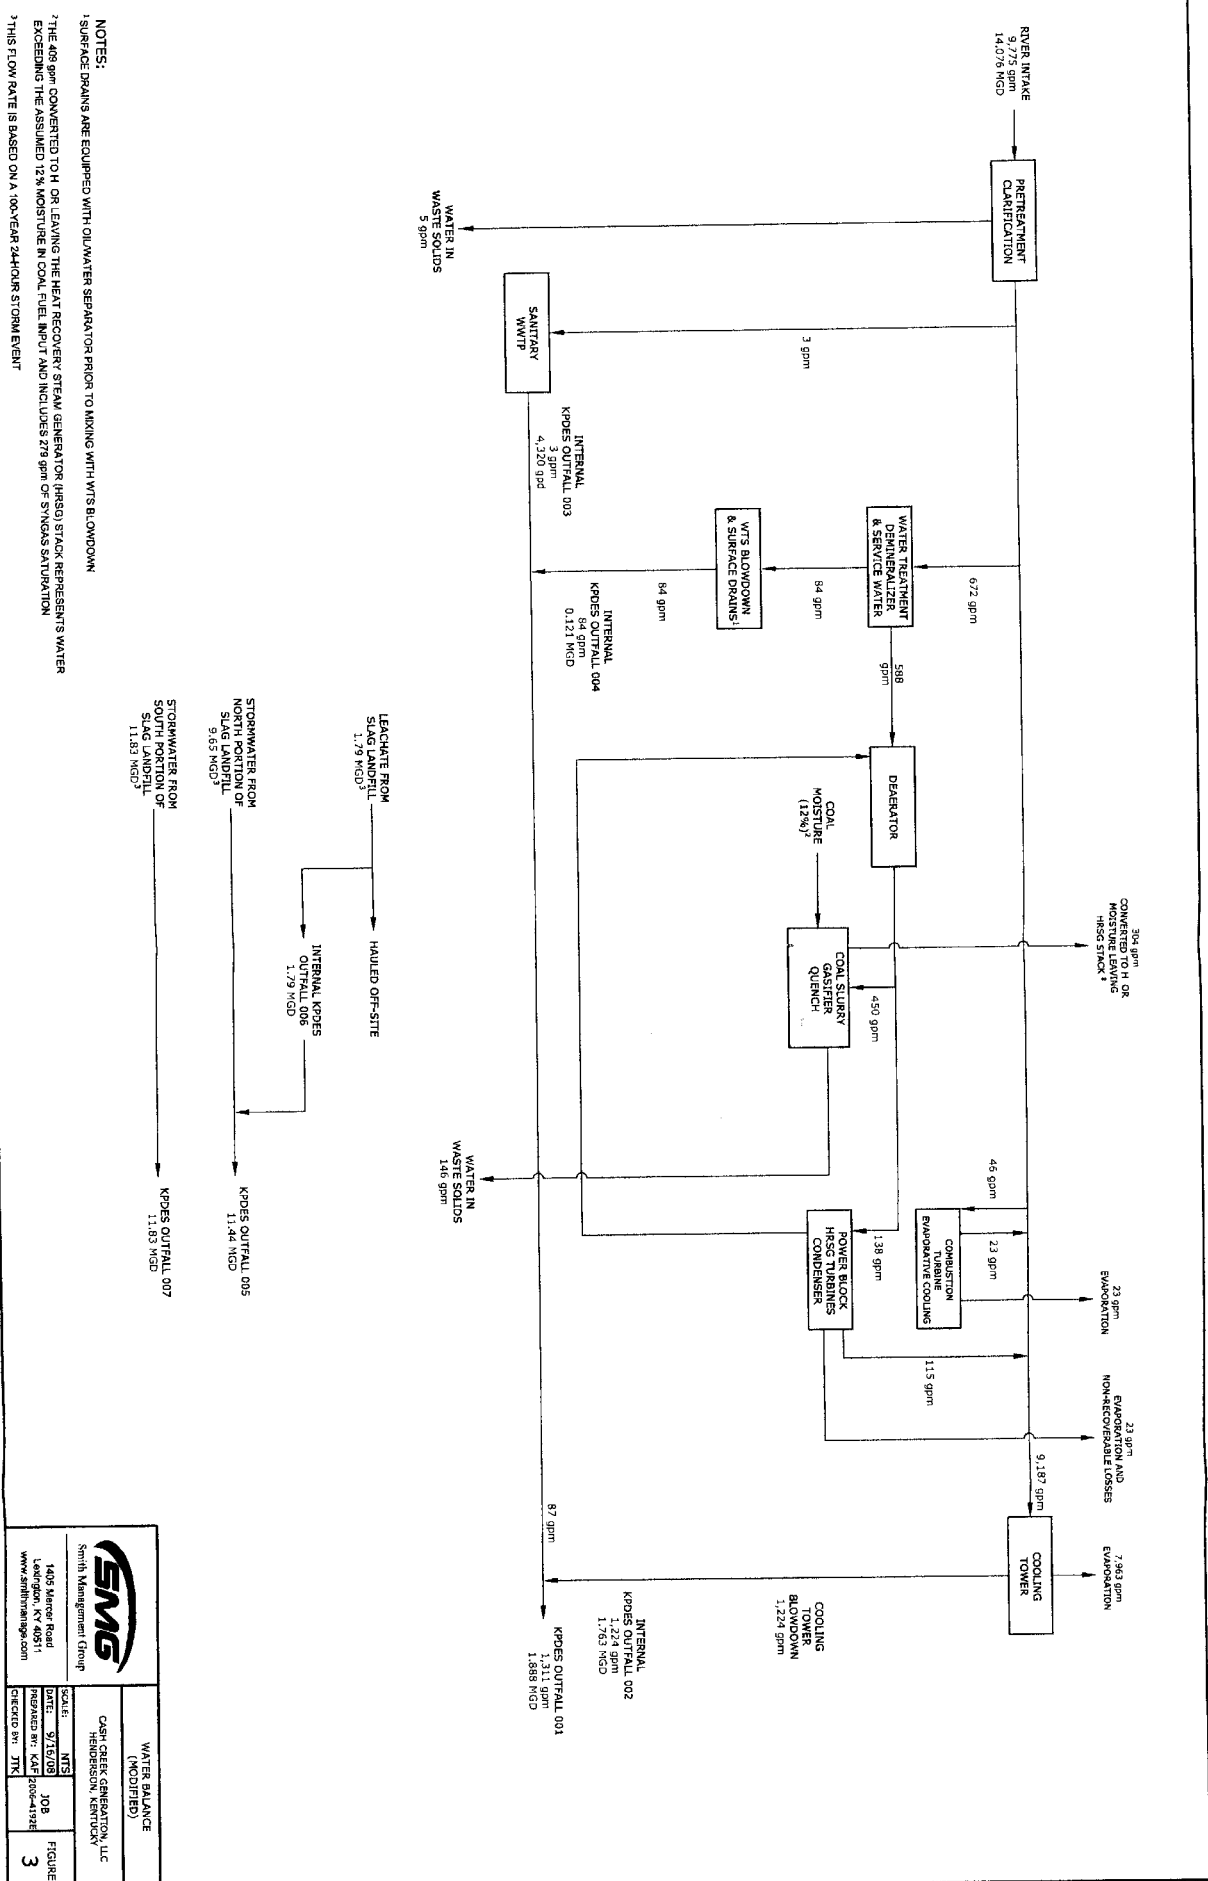 RIVER INTAKE
9,775 gpm
14.076 MGD
PRETREATMENT
CLARIFICATION
WATER IN
WASTE SOLIDS
5 gpm
3 gpm
SANITARY
WWTP
INTERNAL
KPDES OUTFALL 003
3 gpm
4,320 gpd
672 gpm
WATER TREATMENT
DEMINERALIZER
& SERVICE WATER
84 gpm
WTS BLOWDOWN
& SURFACE DRAINS¹
84 gpm
INTERNAL
KPDES OUTFALL 004
84 gpm
0.121 MGD
588
gpm
DEAERATOR
COAL
MOISTURE
(12%)²
COAL SLURRY
GASIFIER
QUENCH
450 gpm
304 gpm
CONVERTED TO H OR
MOISTURE LEAVING
HRSG STACK ²
WATER IN
WASTE SOLIDS
146 gpm
46 gpm
23 gpm
COMBUSTION
TURBINE
EVAPORATIVE COOLING
23 gpm
EVAPORATION
138 gpm
POWER BLOCK
HRSG TURBINES
CONDENSER
115 gpm
23 gpm
EVAPORATION AND
NON-RECOVERABLE LOSSES
9,187 gpm
COOLING
TOWER
7,963 gpm
EVAPORATION
COOLING
TOWER
BLOWDOWN
1,224 gpm
INTERNAL
KPDES OUTFALL 002
1,224 gpm
1.763 MGD
87 gpm
KPDES OUTFALL 001
1,311 gpm
1.888 MGD
LEACHATE FROM
SLAG LANDFILL
1.79 MGD³
HAULED OFF-SITE
INTERNAL KPDES
OUTFALL 006
1.79 MGD
STORMWATER FROM
NORTH PORTION OF
SLAG LANDFILL
9.65 MGD³
KPDES OUTFALL 005
11.44 MGD
STORMWATER FROM
SOUTH PORTION OF
SLAG LANDFILL
11.83 MGD³
KPDES OUTFALL 007
11.83 MGD
NOTES:
¹SURFACE DRAINS ARE EQUIPPED WITH OIL/WATER SEPARATOR PRIOR TO MIXING WITH WTS BLOWDOWN
²THE 409 gpm CONVERTED TO H OR LEAVING THE HEAT RECOVERY STEAM GENERATOR (HRSG) STACK REPRESENTS WATER
EXCEEDING THE ASSUMED 12% MOISTURE IN COAL FUEL INPUT AND INCLUDES 279 gpm OF SYNGAS SATURATION
³THIS FLOW RATE IS BASED ON A 100-YEAR 24-HOUR STORM EVENT
SMG
Smith Management Group
1405 Mercer Road
Lexington, KY 40511
www.smithmanage.com
WATER BALANCE
(MODIFIED)
CASH CREEK GENERATION, LLC
HENDERSON, KENTUCKY
SCALE: NTS
DATE: 9/16/08
PREPARED BY: KAF
CHECKED BY: JTK
JOB
FIGURE
3